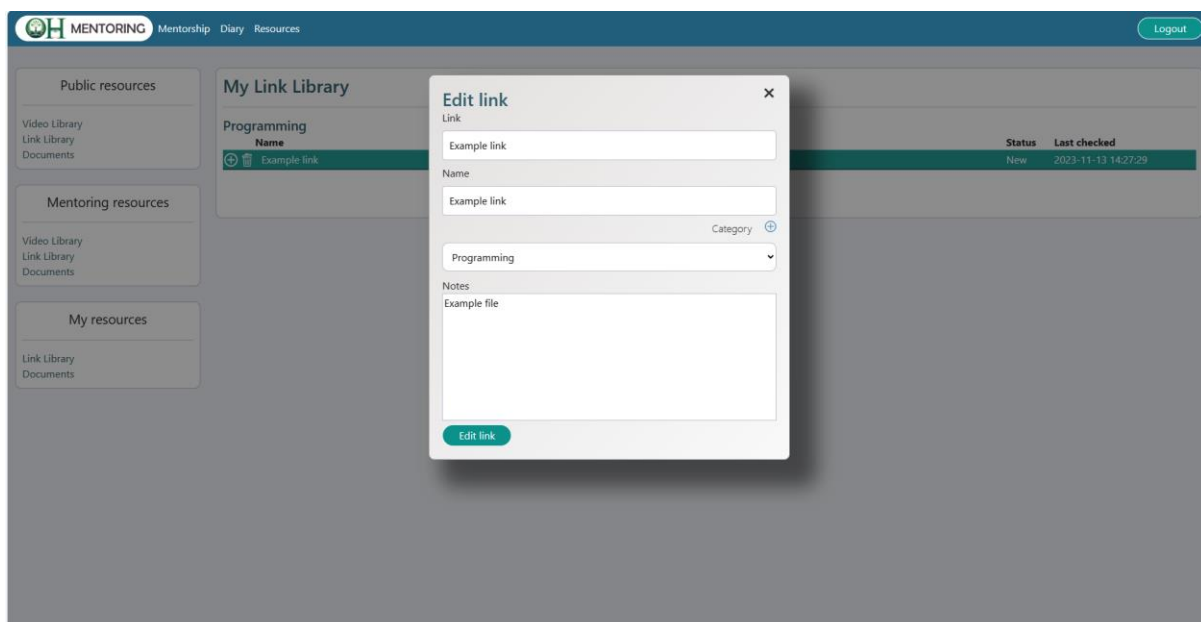 OH MENTORING Mentorship Diary Resources Logout
Public resources
Video Library
Link Library
Documents
Mentoring resources
Video Library
Link Library
Documents
My resources
Link Library
Documents
My Link Library
Programming
Name Status Last checked
Example link New 2023-11-13 14:27:29
Edit link
Link
Example link
Name
Example link
Category
Programming
Notes
Example file
Edit link